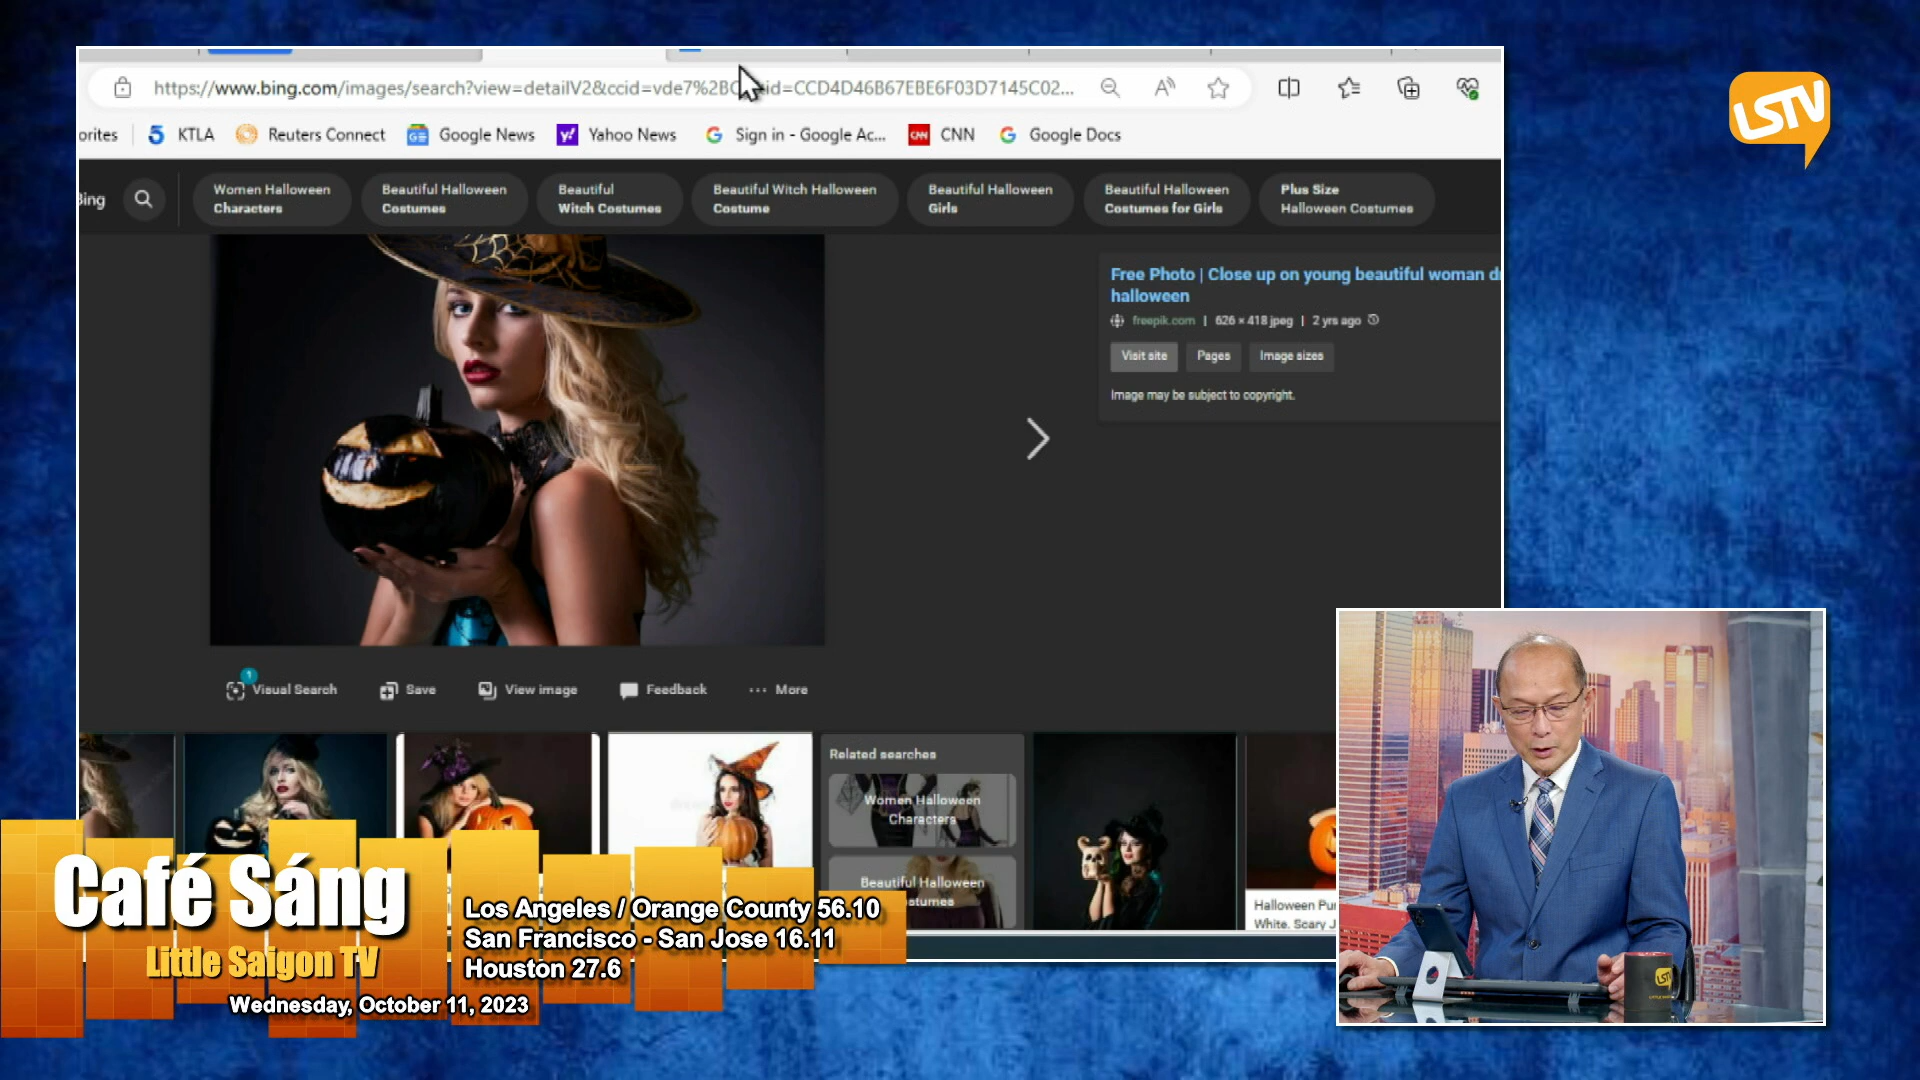 https://www.bing.com/images/search?view=detailV2&ccid=vde7%2BC id=CCD4D46B67EBE6F03D7145C02...
LSTV
orites
5 KTLA
Reuters Connect
GE Google News
y! Yahoo News
G Sign in - Google Ac...
CNN CNN
G Google Docs
Bing
Women Halloween
Characters
Beautiful Halloween
Costumes
Beautiful
Witch Costumes
Beautiful Witch Halloween
Costume
Beautiful Halloween
Girls
Beautiful Halloween
Costumes for Girls
Plus Size
Halloween Costumes
Free Photo | Close up on young beautiful woman d
halloween
freepik.com | 626 × 418 jpeg | 2 yrs ago
Visit site
Pages
Image sizes
Image may be subject to copyright.
1
Visual Search
Save
View image
Feedback
More
Related searches
Women Halloween
Characters
Beautiful Halloween
stumes
Halloween Pu
White. Scary J
Café Sáng
Little Saigon TV
Los Angeles / Orange County 56.10
San Francisco - San Jose 16.11
Houston 27.6
Wednesday, October 11, 2023
LSTV